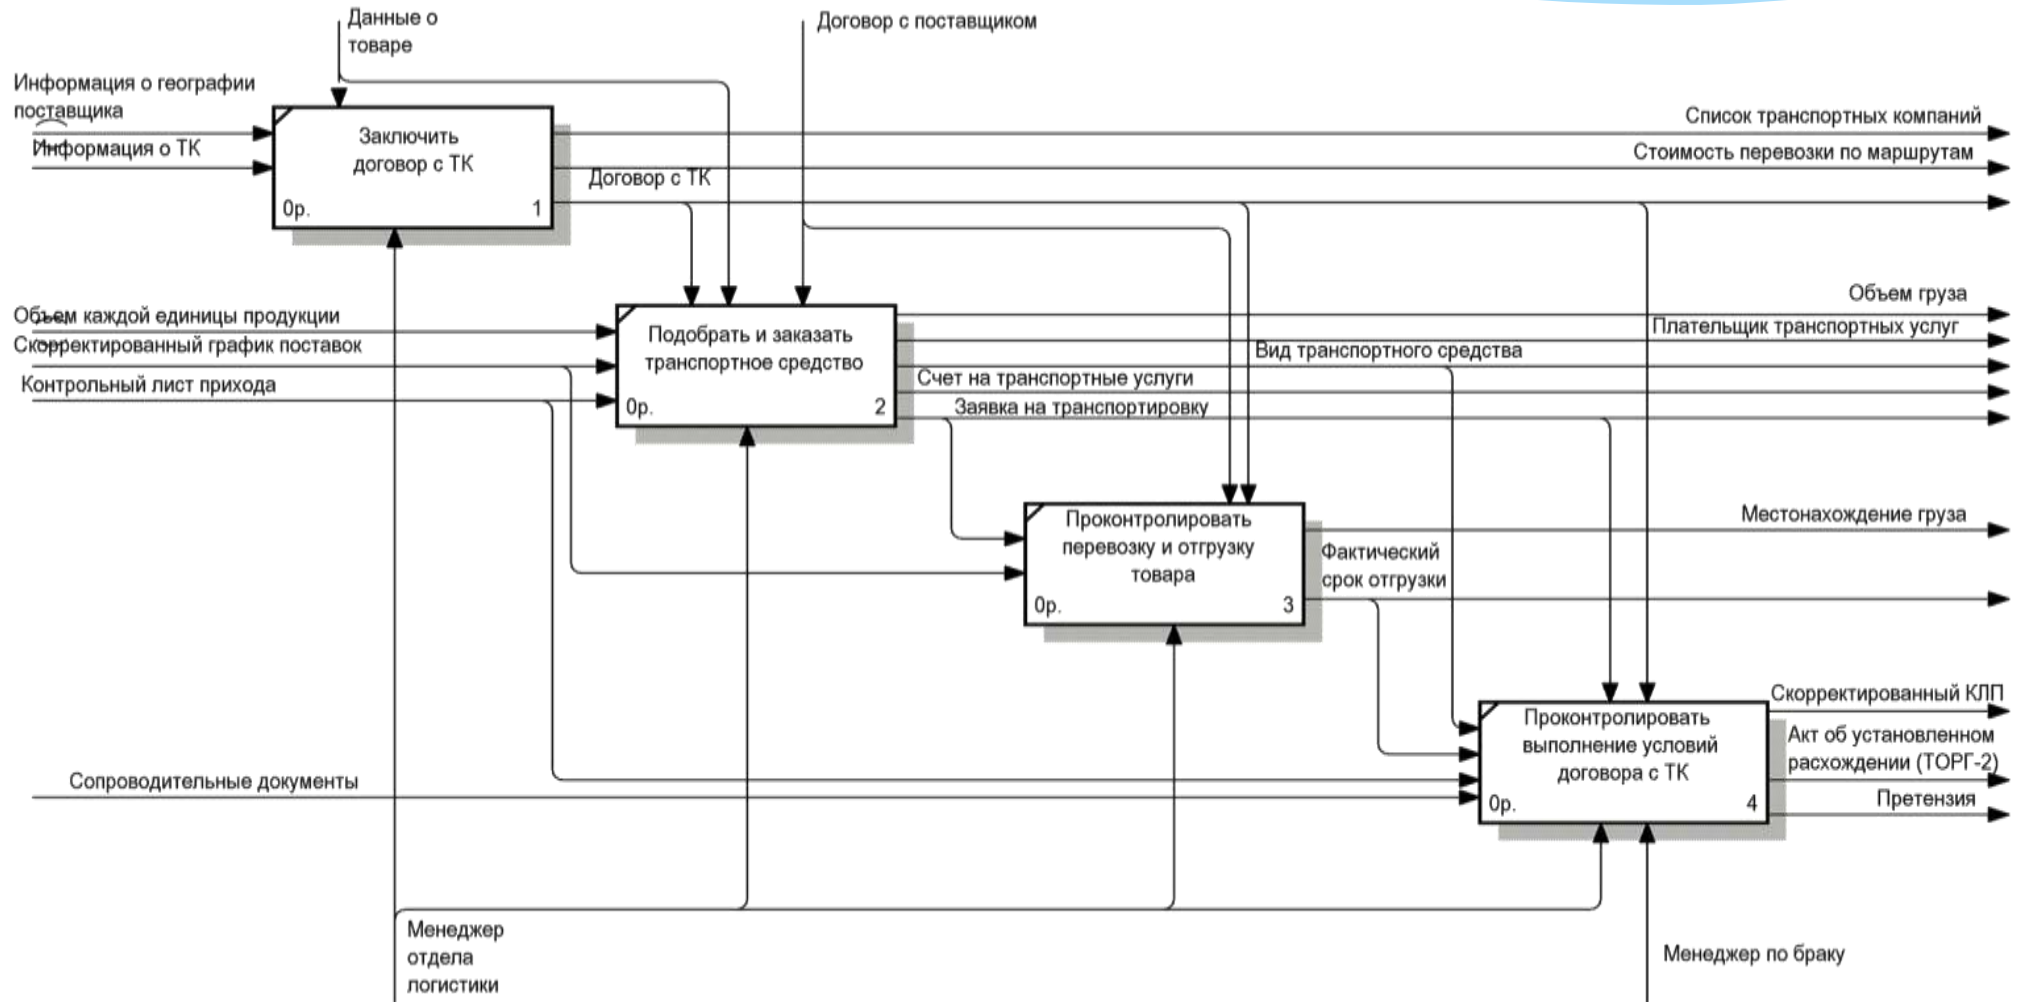 Данные о
товаре
Договор с поставщиком
Информация о географии
поставщика
Информация о ТК
Заключить
договор с ТК
0р.
1
Список транспортных компаний
Стоимость перевозки по маршрутам
Договор с ТК
Объем каждой единицы продукции
Скорректированный график поставок
Контрольный лист прихода
Подобрать и заказать
транспортное средство
0р.
2
Объем груза
Плательщик транспортных услуг
Вид транспортного средства
Счет на транспортные услуги
Заявка на транспортировку
Проконтролировать
перевозку и отгрузку
товара
0р.
3
Местонахождение груза
Фактический
срок отгрузки
Проконтролировать
выполнение условий
договора с ТК
0р.
4
Скорректированный КЛП
Акт об установленном
расхождении (ТОРГ-2)
Претензия
Сопроводительные документы
Менеджер
отдела
логистики
Менеджер по браку